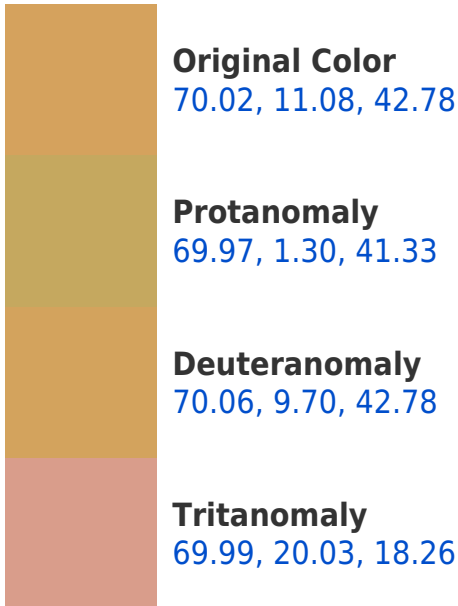 Original Color
70.02, 11.08, 42.78
Protanomaly
69.97, 1.30, 41.33
Deuteranomaly
70.06, 9.70, 42.78
Tritanomaly
69.99, 20.03, 18.26